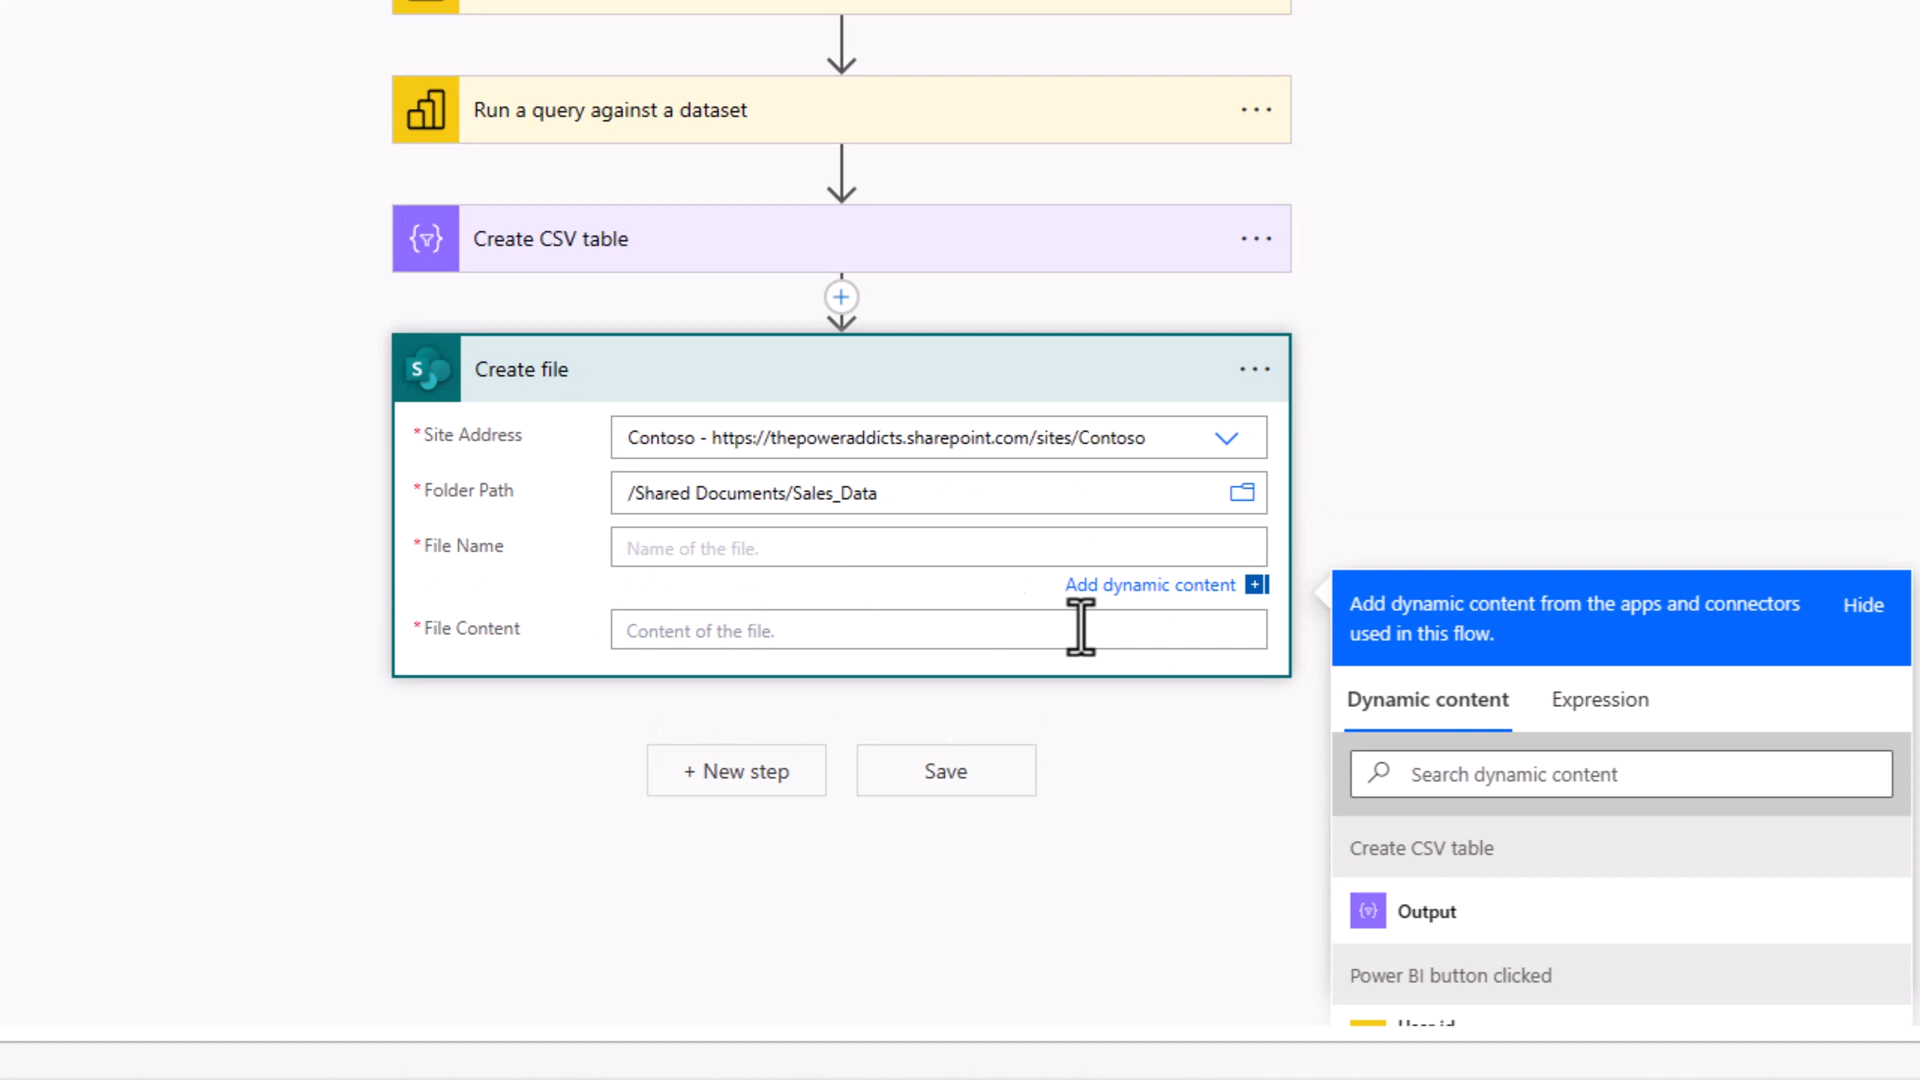 Run a query against a dataset
Create CSV table
S
Create file
* Site Address
Contoso - https://thepoweraddicts.sharepoint.com/sites/Contoso
* Folder Path
/Shared Documents/Sales_Data
* File Name
Name of the file.
Add dynamic content
* File Content
Content of the file.
+ New step
Save
Add dynamic content from the apps and connectors
used in this flow.
Hide
Dynamic content
Expression
Search dynamic content
Create CSV table
Output
Power BI button clicked
User id